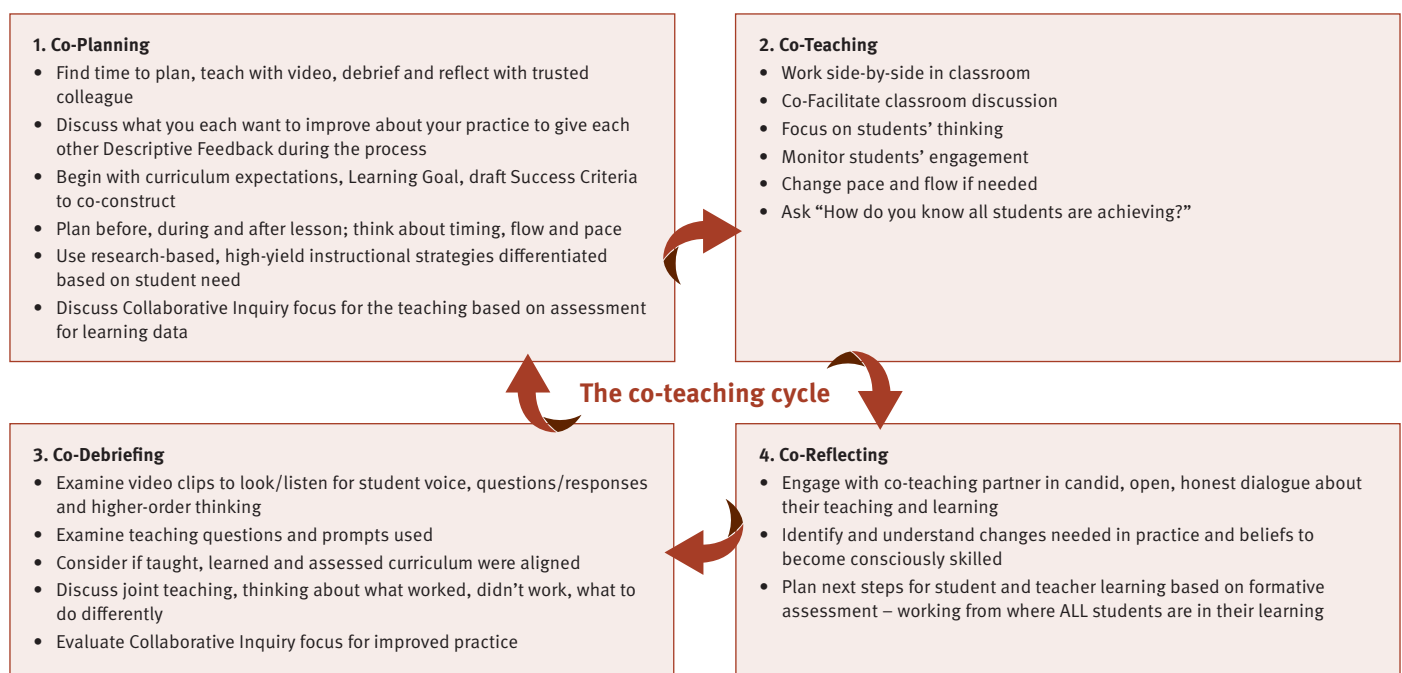 1. Co-Planning
• Find time to plan, teach with video, debrief and reflect with trusted
colleague
• Discuss what you each want to improve about your practice to give each
other Descriptive Feedback during the process
• Begin with curriculum expectations, Learning Goal, draft Success Criteria
to co-construct
• Plan before, during and after lesson; think about timing, flow and pace
• Use research-based, high-yield instructional strategies differentiated
based on student need
• Discuss Collaborative Inquiry focus for the teaching based on assessment
for learning data
2. Co-Teaching
• Work side-by-side in classroom
• Co-Facilitate classroom discussion
• Focus on students’ thinking
• Monitor students’ engagement
• Change pace and flow if needed
• Ask “How do you know all students are achieving?”
The co-teaching cycle
3. Co-Debriefing
• Examine video clips to look/listen for student voice, questions/responses
and higher-order thinking
• Examine teaching questions and prompts used
• Consider if taught, learned and assessed curriculum were aligned
• Discuss joint teaching, thinking about what worked, didn’t work, what to
do differently
• Evaluate Collaborative Inquiry focus for improved practice
4. Co-Reflecting
• Engage with co-teaching partner in candid, open, honest dialogue about
their teaching and learning
• Identify and understand changes needed in practice and beliefs to
become consciously skilled
• Plan next steps for student and teacher learning based on formative
assessment – working from where ALL students are in their learning